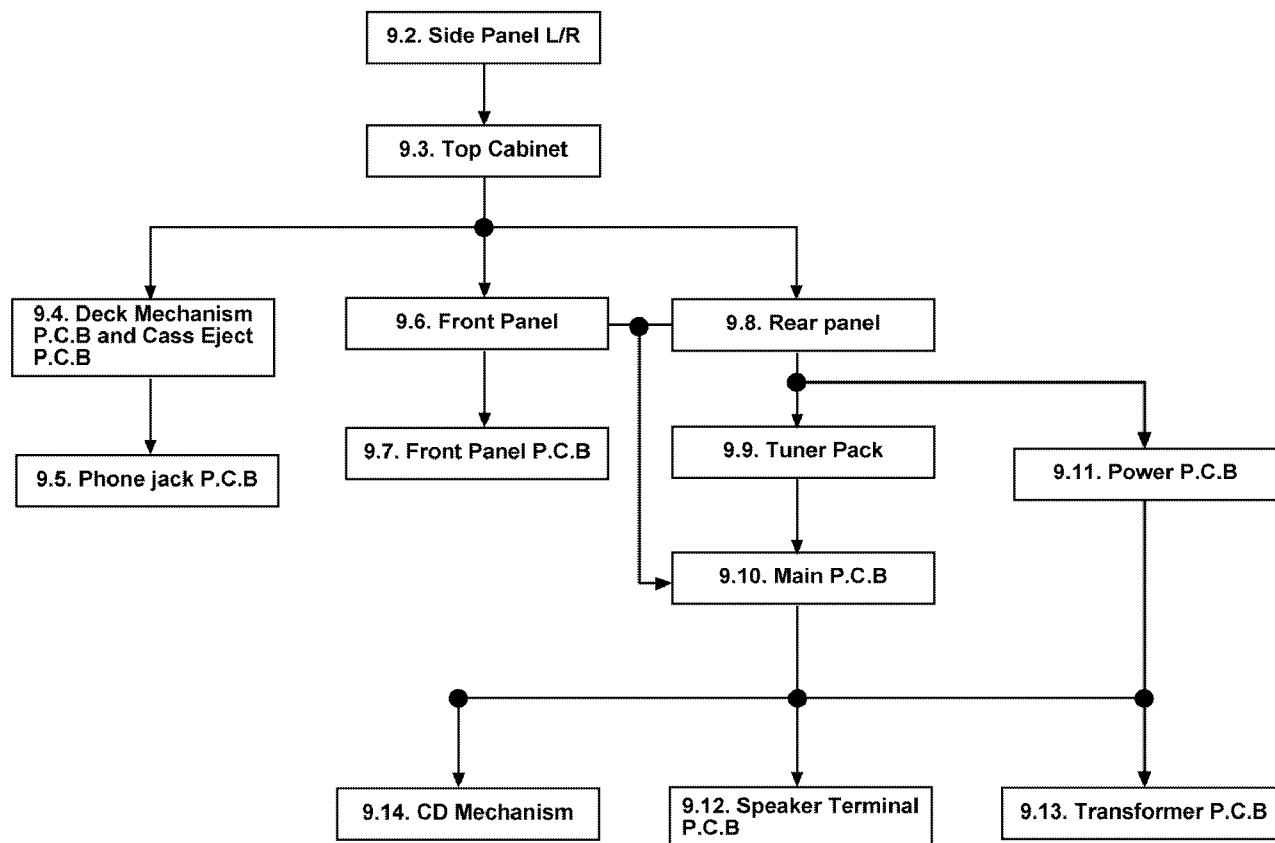 9.2. Side Panel L/R
9.3. Top Cabinet
9.4. Deck Mechanism
P.C.B and Cass Eject
P.C.B
9.6. Front Panel
9.8. Rear panel
9.5. Phone jack P.C.B
9.7. Front Panel P.C.B
9.9. Tuner Pack
9.11. Power P.C.B
9.10. Main P.C.B
9.14. CD Mechanism
9.12. Speaker Terminal
P.C.B
9.13. Transformer P.C.B